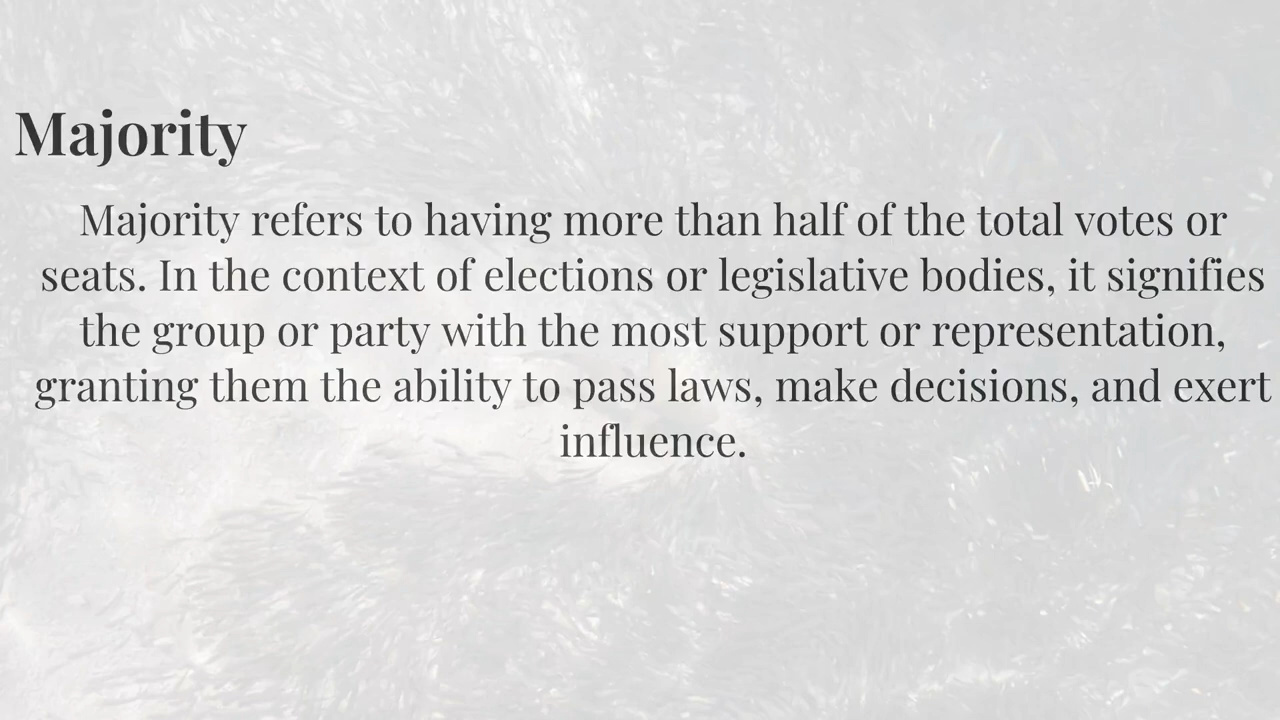 Majority
Majority refers to having more than half of the total votes or
seats. In the context of elections or legislative bodies, it signifies
the group or party with the most support or representation,
granting them the ability to pass laws, make decisions, and exert
influence.